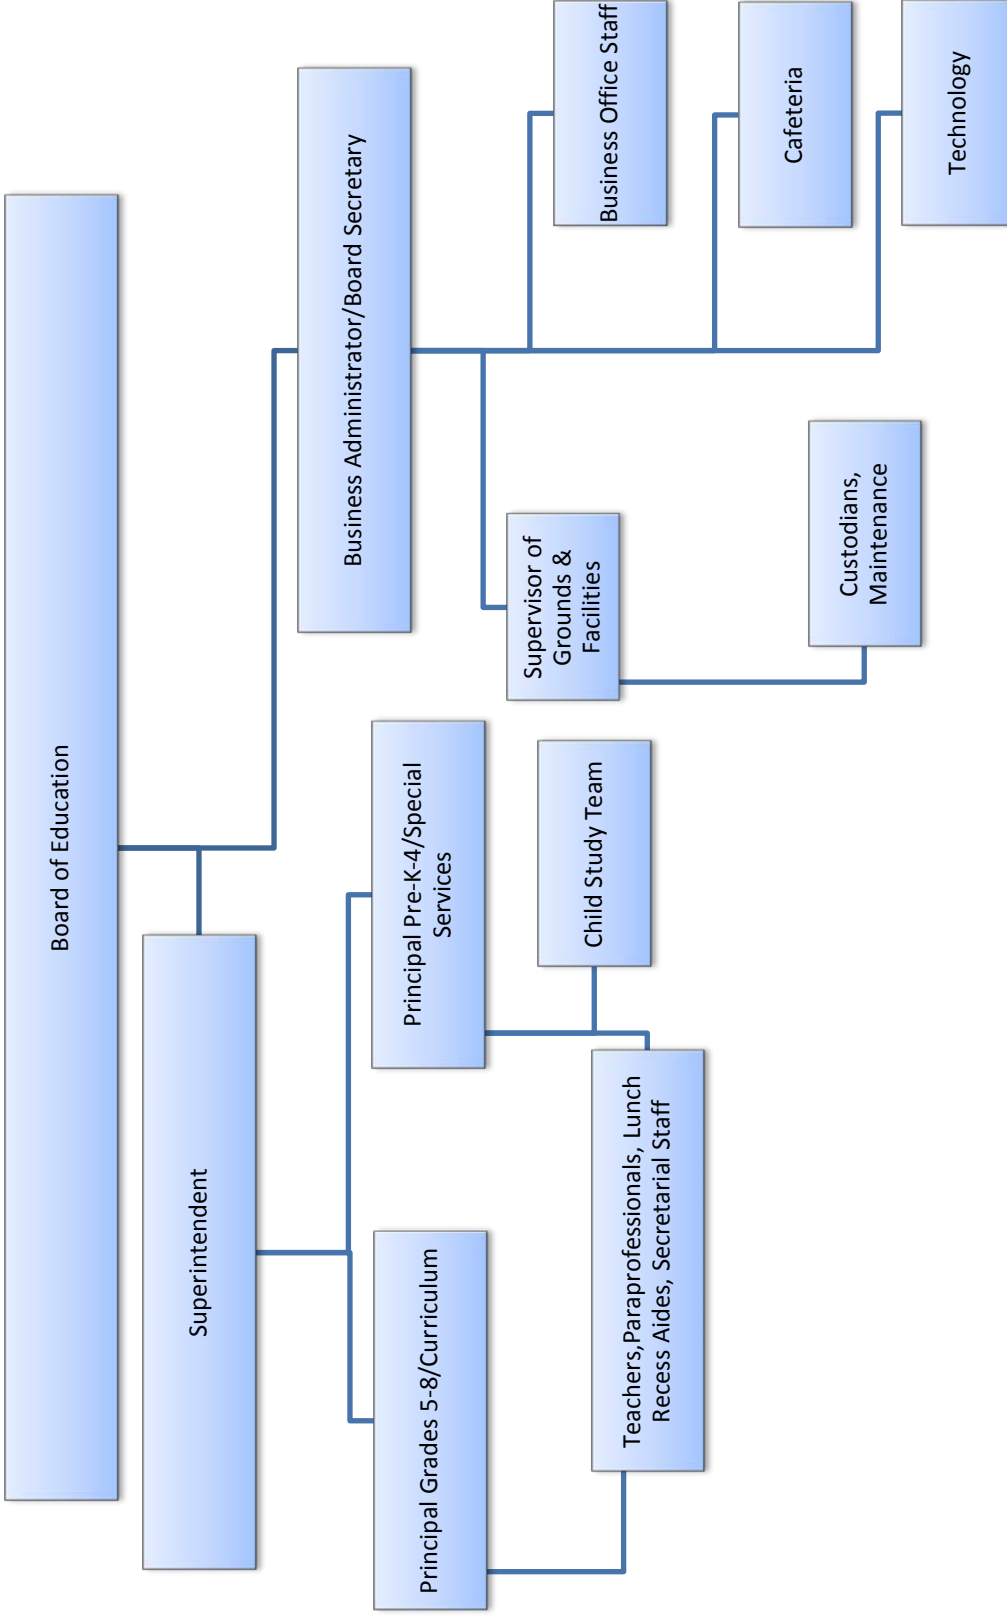 Board of Education
Superintendent
Business Administrator/Board Secretary
Principal Grades 5-8/Curriculum
Principal Pre-K-4/Special
Services
Supervisor of
Grounds &
Facilities
Business Office Staff
Child Study Team
Teachers,Paraprofessionals, Lunch
Recess Aides, Secretarial Staff
Cafeteria
Custodians,
Maintenance
Technology